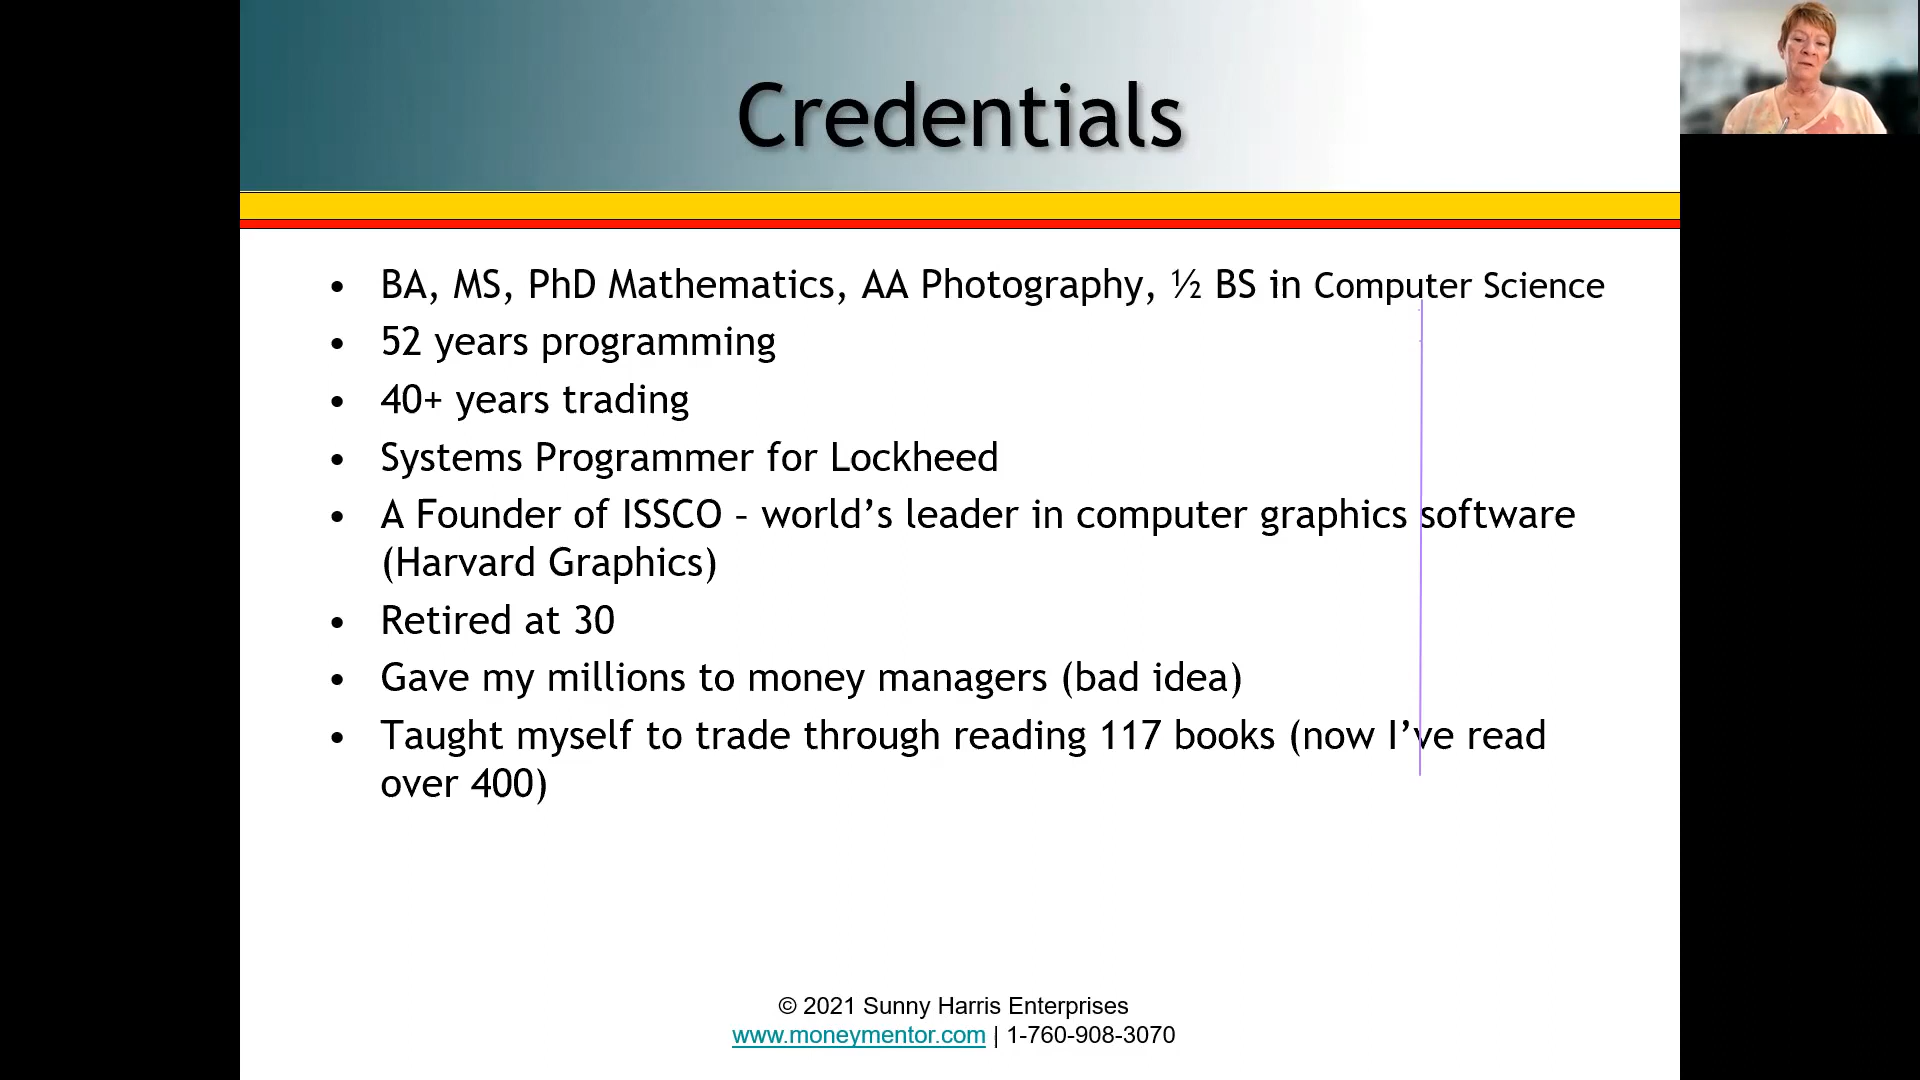 Credentials
• BA, MS, PhD Mathematics, AA Photography, ½ BS in Computer Science
• 52 years programming
• 40+ years trading
• Systems Programmer for Lockheed
• A Founder of ISSCO – world’s leader in computer graphics software
(Harvard Graphics)
• Retired at 30
• Gave my millions to money managers (bad idea)
• Taught myself to trade through reading 117 books (now I’ve read
over 400)
© 2021 Sunny Harris Enterprises
www.moneymentor.com | 1-760-908-3070